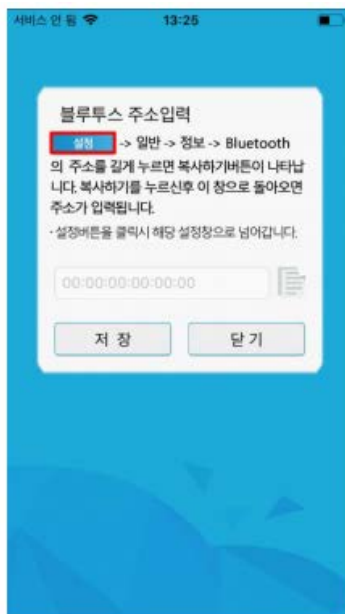 서비스 안 됨 13:25
블루투스 주소입력
설정 -> 일반 -> 정보 -> Bluetooth
의 주소를 길게 누르면 복사하기버튼이 나타납
니다. 복사하기를 누르신후 이 창으로 돌아오면
주소가 입력됩니다.
·설정버튼을 클릭시 해당 설정창으로 넘어갑니다.
00:00:00:00:00:00
저 장 닫 기